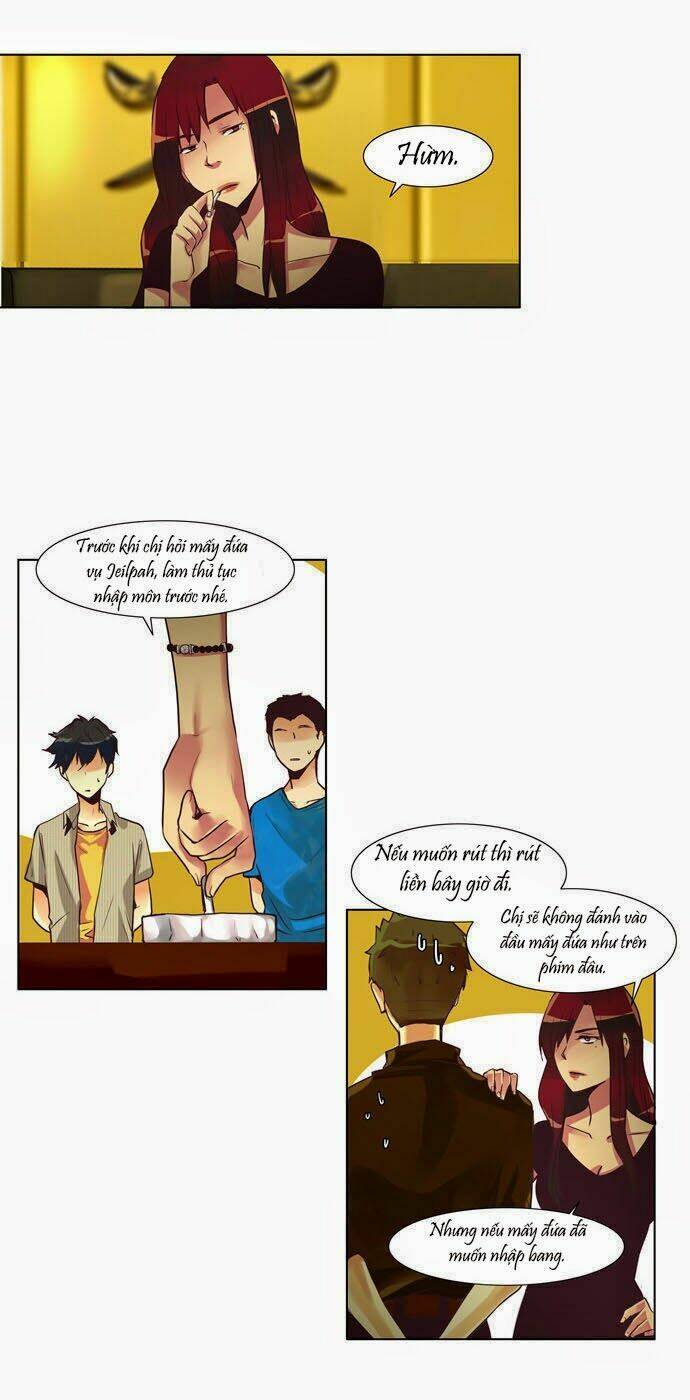 Hừm.
Trước khi chị hỏi mấy đứa
vụ Jeilpah, làm thủ tục
nhập môn trước nhé.
Nếu muốn rút thì rút
liền bây giờ đi.
Chị sẽ không đánh vào
đầu mấy đứa như trên
phim đâu.
Nhưng nếu mấy đứa đã
muốn nhập bang.